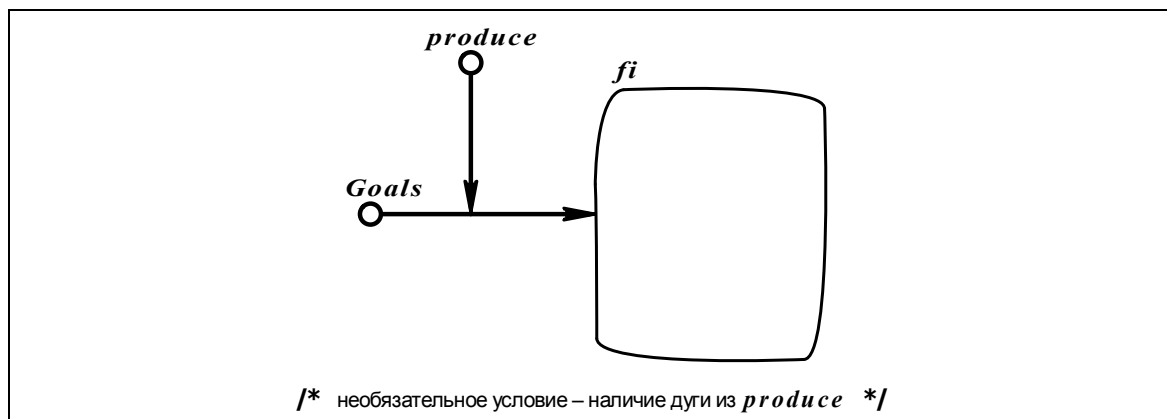 produce
fi
Goals
/* необязательное условие – наличие дуги из produce */